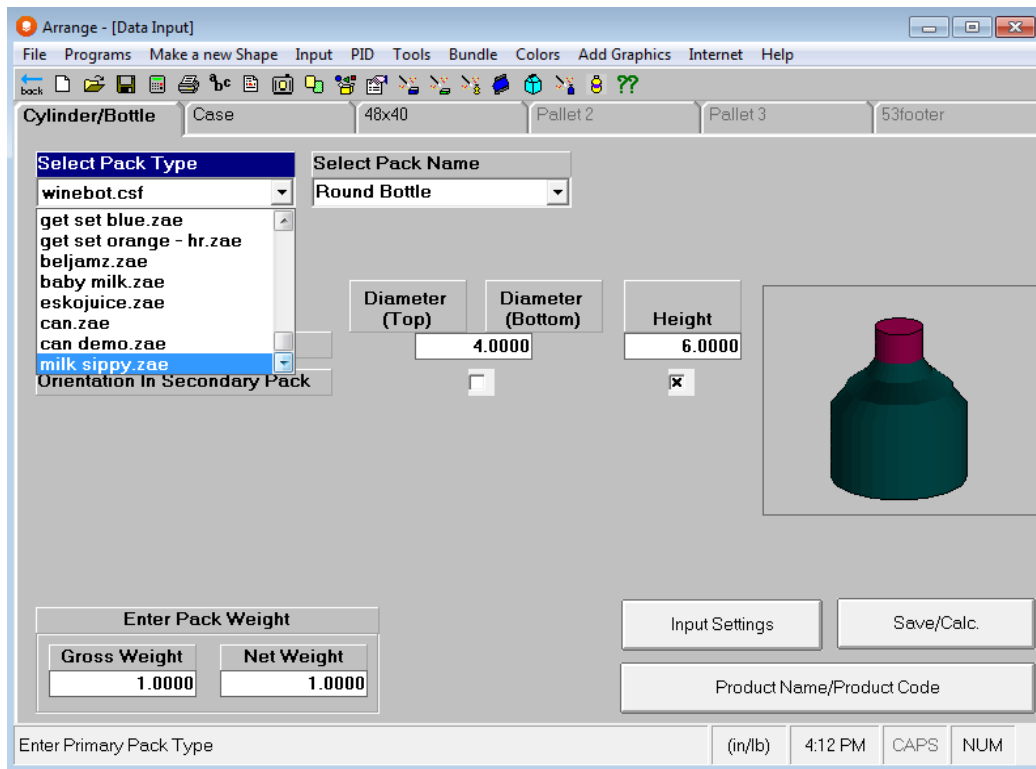 Arrange - [Data Input]
File Programs Make a new Shape Input PID Tools Bundle Colors Add Graphics Internet Help
back abc ??
Cylinder/Bottle Case 48x40 Pallet 2 Pallet 3 53footer
Select Pack Type Select Pack Name
winebot.csf Round Bottle
get set blue.zae
get set orange - hr.zae
beljamz.zae
baby milk.zae
eskojuice.zae
can.zae
can demo.zae
milk sippy.zae
Diameter Diameter
(Top) (Bottom) Height
4.0000 6.0000
Orientation In Secondary Pack
Enter Pack Weight
Gross Weight Net Weight
1.0000 1.0000
Input Settings Save/Calc.
Product Name/Product Code
Enter Primary Pack Type (in/lb) 4:12 PM CAPS NUM